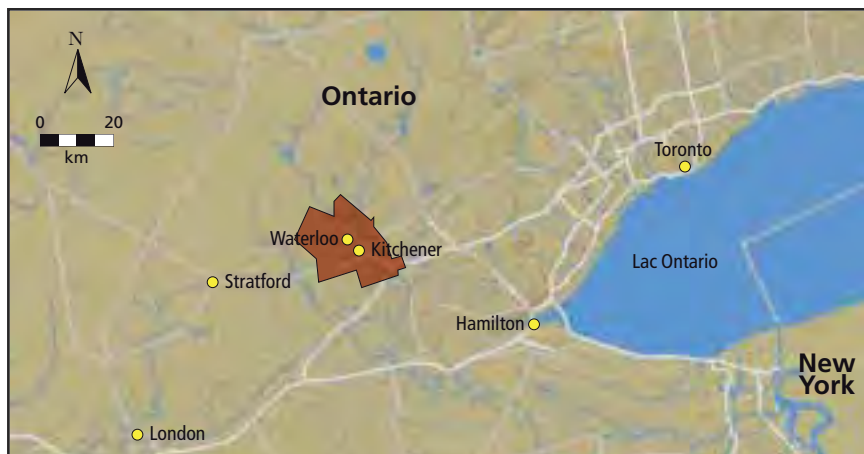 N
0 20
km
Ontario
Toronto
Waterloo
Kitchener
Lac Ontario
Stratford
Hamilton
New
York
London